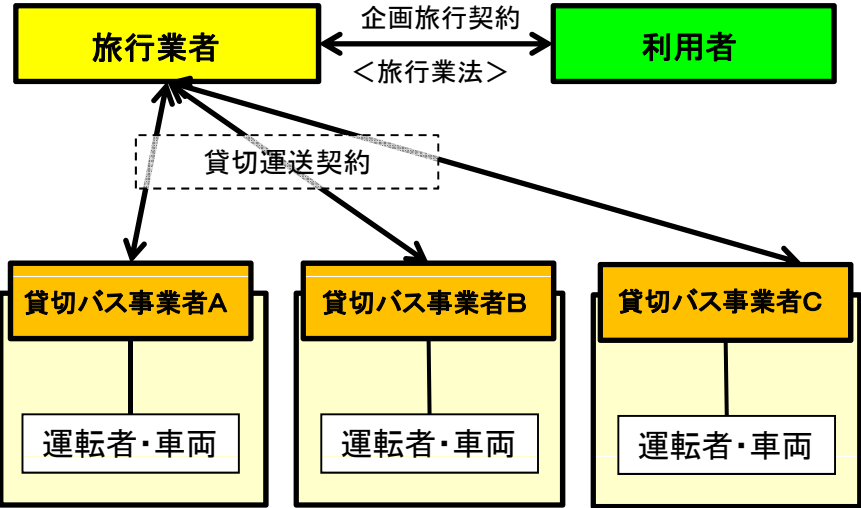 企画旅行契約
旅行業者
利用者
＜旅行業法＞
貸切運送契約
貸切バス事業者A
貸切バス事業者B
貸切バス事業者C
運転者・車両
運転者・車両
運転者・車両